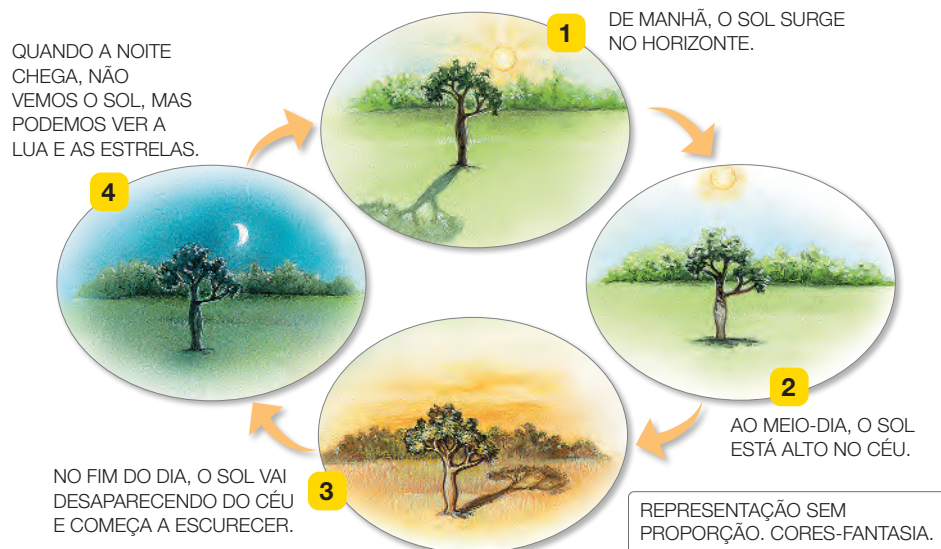 1
DE MANHÃ, O SOL SURGE
NO HORIZONTE.
2
AO MEIO-DIA, O SOL
ESTÁ ALTO NO CÉU.
3
NO FIM DO DIA, O SOL VAI
DESAPARECENDO DO CÉU
E COMEÇA A ESCURECER.
4
QUANDO A NOITE
CHEGA, NÃO
VEMOS O SOL, MAS
PODEMOS VER A
LUA E AS ESTRELAS.
REPRESENTAÇÃO SEM
PROPORÇÃO. CORES-FANTASIA.